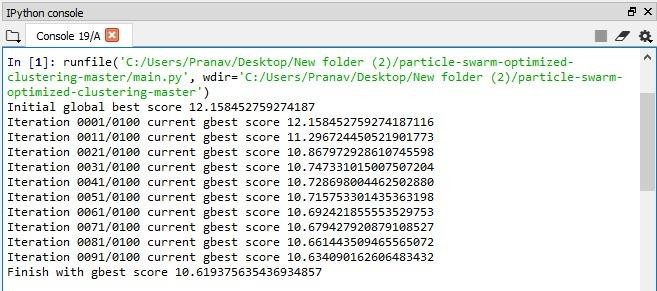 IPython console
Console 19/A
In [1]: runfile('C:/Users/Pranav/Desktop/New folder (2)/particle-swarm-optimized-
clustering-master/main.py', wdir='C:/Users/Pranav/Desktop/New folder (2)/particle-swarm-
optimized-clustering-master')
Initial global best score 12.158452759274187
Iteration 0001/0100 current gbest score 12.158452759274187116
Iteration 0011/0100 current gbest score 11.296724450521901773
Iteration 0021/0100 current gbest score 10.867972928610745598
Iteration 0031/0100 current gbest score 10.747331015007507204
Iteration 0041/0100 current gbest score 10.728698004462502880
Iteration 0051/0100 current gbest score 10.715753301435363198
Iteration 0061/0100 current gbest score 10.692421855553529753
Iteration 0071/0100 current gbest score 10.679427920879108527
Iteration 0081/0100 current gbest score 10.661443509465565072
Iteration 0091/0100 current gbest score 10.634090162606483432
Finish with gbest score 10.619375635436934857